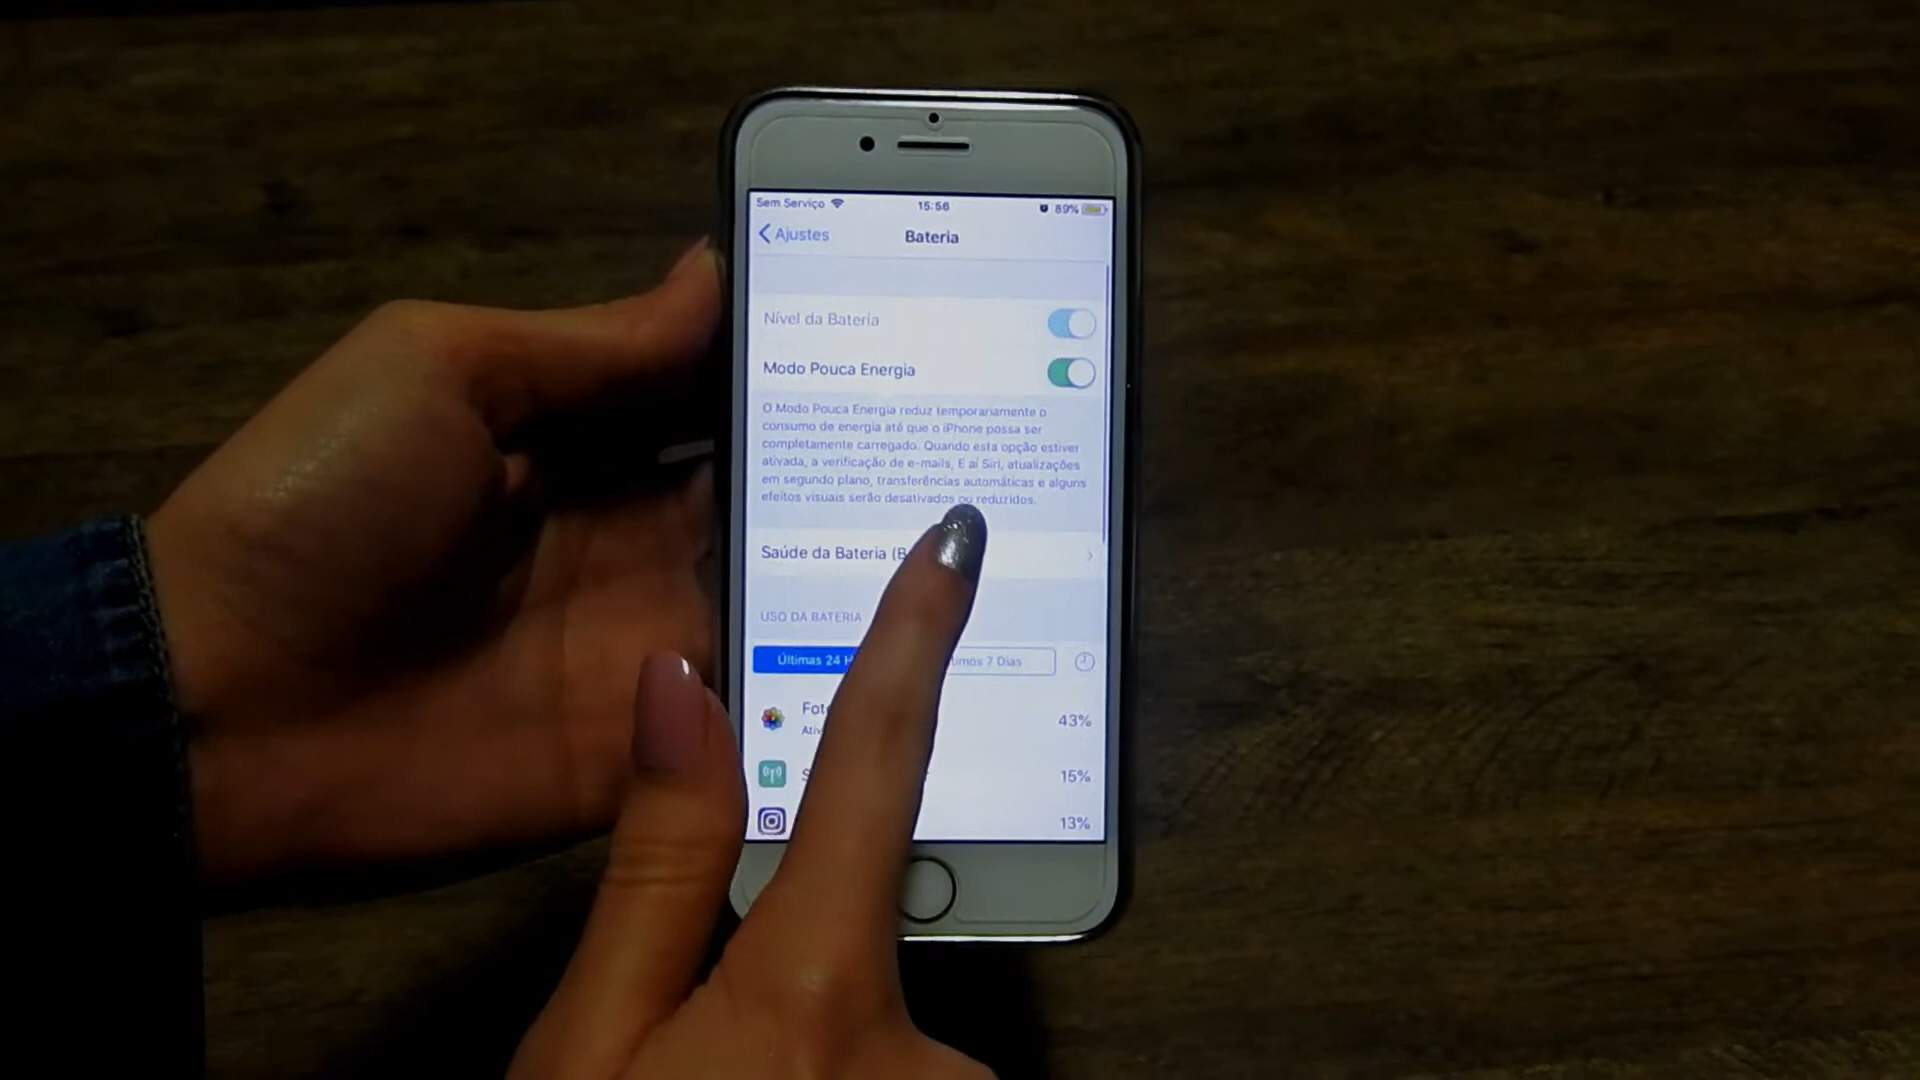 Sem Serviço 15:56 89%
Ajustes Bateria
Nível da Bateria
Modo Pouca Energia
O Modo Pouca Energia reduz temporariamente o
consumo de energia até que o iPhone possa ser
completamente carregado. Quando esta opção estiver
ativada, a verificação de e-mails, E aí Siri, atualizações
em segundo plano, transferências automáticas e alguns
efeitos visuais serão desativados ou reduzidos.
Saúde da Bateria
USO DA BATERIA
Últimas 24 7 Dias
43%
15%
13%